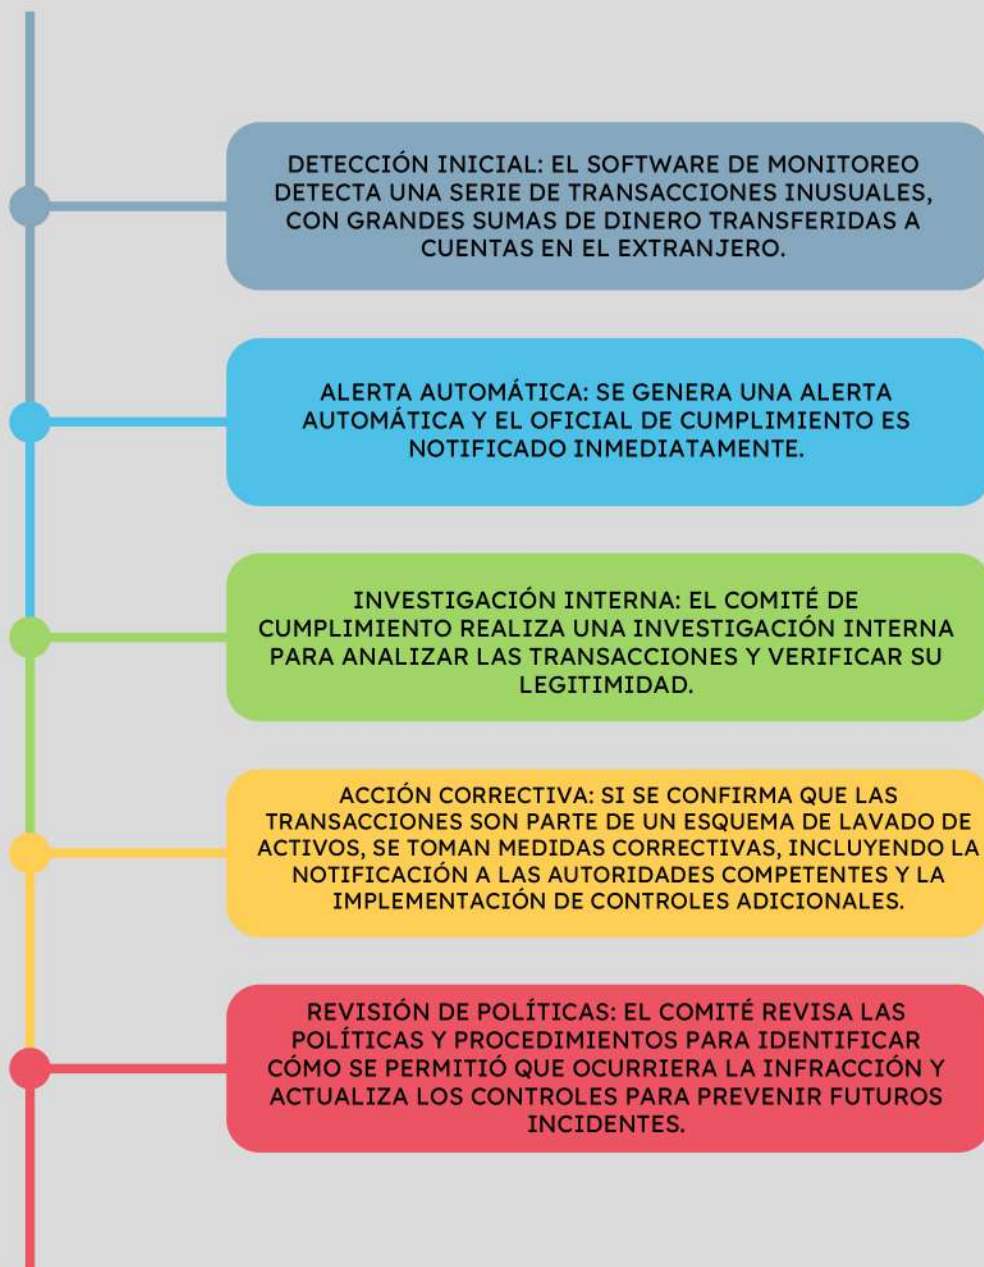 DETECCIÓN INICIAL: EL SOFTWARE DE MONITOREO
DETECTA UNA SERIE DE TRANSACCIONES INUSUALES,
CON GRANDES SUMAS DE DINERO TRANSFERIDAS A
CUENTAS EN EL EXTRANJERO.
ALERTA AUTOMÁTICA: SE GENERA UNA ALERTA
AUTOMÁTICA Y EL OFICIAL DE CUMPLIMIENTO ES
NOTIFICADO INMEDIATAMENTE.
INVESTIGACIÓN INTERNA: EL COMITÉ DE
CUMPLIMIENTO REALIZA UNA INVESTIGACIÓN INTERNA
PARA ANALIZAR LAS TRANSACCIONES Y VERIFICAR SU
LEGITIMIDAD.
ACCIÓN CORRECTIVA: SI SE CONFIRMA QUE LAS
TRANSACCIONES SON PARTE DE UN ESQUEMA DE LAVADO DE
ACTIVOS, SE TOMAN MEDIDAS CORRECTIVAS, INCLUYENDO LA
NOTIFICACIÓN A LAS AUTORIDADES COMPETENTES Y LA
IMPLEMENTACIÓN DE CONTROLES ADICIONALES.
REVISIÓN DE POLÍTICAS: EL COMITÉ REVISA LAS
POLÍTICAS Y PROCEDIMIENTOS PARA IDENTIFICAR
CÓMO SE PERMITIÓ QUE OCURRIERA LA INFRACCIÓN Y
ACTUALIZA LOS CONTROLES PARA PREVENIR FUTUROS
INCIDENTES.